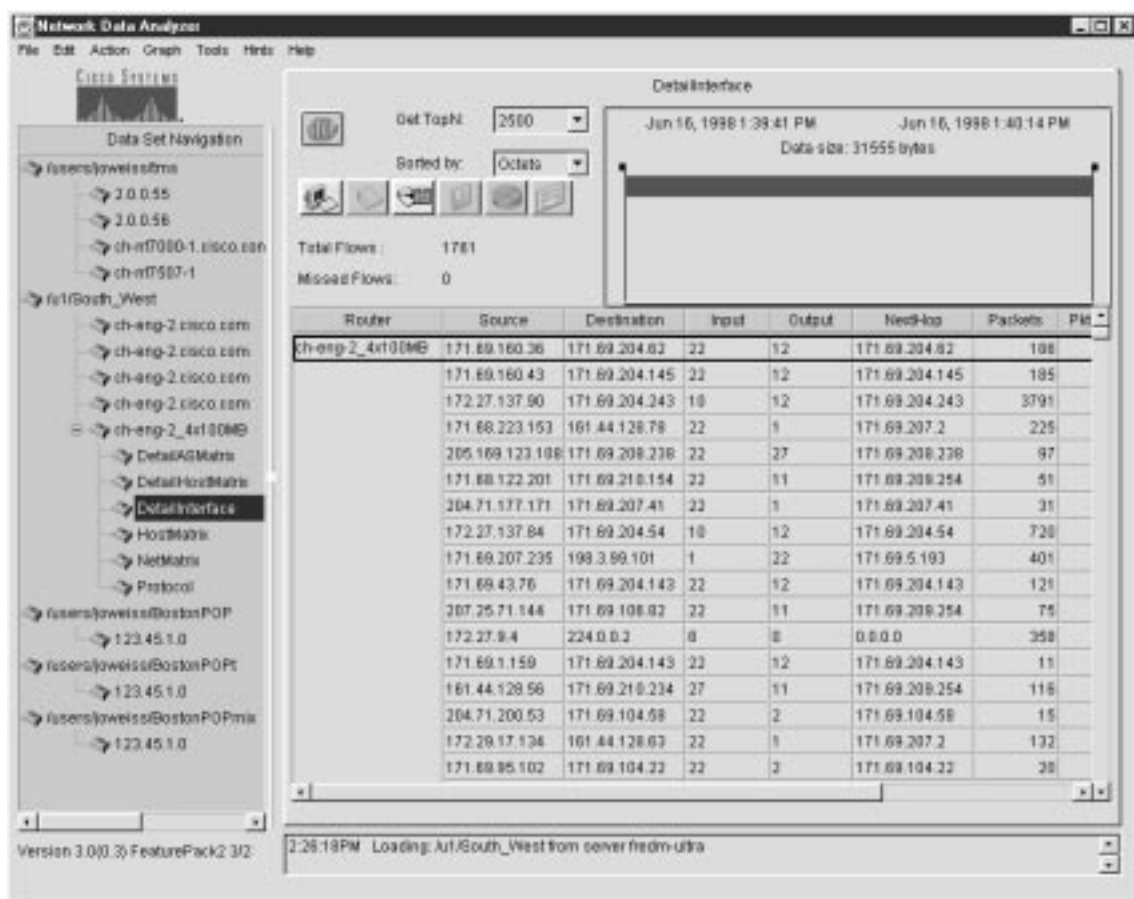 Network Data Analyzer
File Edit Action Graph Tools Hints Help
CISCO SYSTEMS
Data Set Navigation
/users/joweiss/tms
2.0.0.55
2.0.0.56
ch-nf7000-1.cisco.con
ch-nf7507-1
/u1/South_West
ch-eng-2.cisco.com
ch-eng-2.cisco.com
ch-eng-2.cisco.com
ch-eng-2.cisco.com
ch-eng-2_4x100MB
DetailASMatrix
DetailHostMatrix
DetailInterface
HostMatrix
NetMatrix
Protocol
/users/joweiss/BostonPOP
123.45.1.0
/users/joweiss/BostonPOPt
123.45.1.0
/users/joweiss/BostonPOPmix
123.45.1.0
Version 3.0(0.3) FeaturePack2 3/2
DetailInterface
Get TopN: 2500
Sorted by: Octets
Jun 16, 1998 1:39:41 PM Jun 16, 1998 1:40:14 PM
Data size: 31555 bytes
Total Flows : 1761
Missed Flows: 0
Router Source Destination Input Output NextHop Packets Pkt
ch-eng-2_4x100MB 171.69.160.36 171.69.204.62 22 12 171.69.204.62 186
171.69.160.43 171.69.204.145 22 12 171.69.204.145 185
172.27.137.90 171.69.204.243 10 12 171.69.204.243 3791
171.68.223.153 161.44.128.78 22 1 171.69.207.2 225
205.169.123.198 171.69.209.238 22 27 171.69.209.238 97
171.68.122.201 171.69.210.154 22 11 171.69.209.254 51
204.71.177.171 171.69.207.41 22 1 171.69.207.41 31
172.27.137.84 171.69.204.54 10 12 171.69.204.54 720
171.69.207.235 198.3.99.101 1 22 171.69.5.193 401
171.69.43.76 171.69.204.143 22 12 171.69.204.143 121
207.25.71.144 171.69.108.82 22 11 171.69.209.254 75
172.27.9.4 224.0.0.2 8 0 0.0.0.0 358
171.69.1.159 171.69.204.143 22 12 171.69.204.143 11
161.44.128.56 171.69.210.234 27 11 171.69.209.254 116
204.71.200.53 171.69.104.58 22 2 171.69.104.58 15
172.29.17.134 161.44.128.63 22 1 171.69.207.2 132
171.69.95.102 171.69.104.22 22 2 171.69.104.22 20
2:26:18PM Loading: /u1/South_West from server fredm-ultra